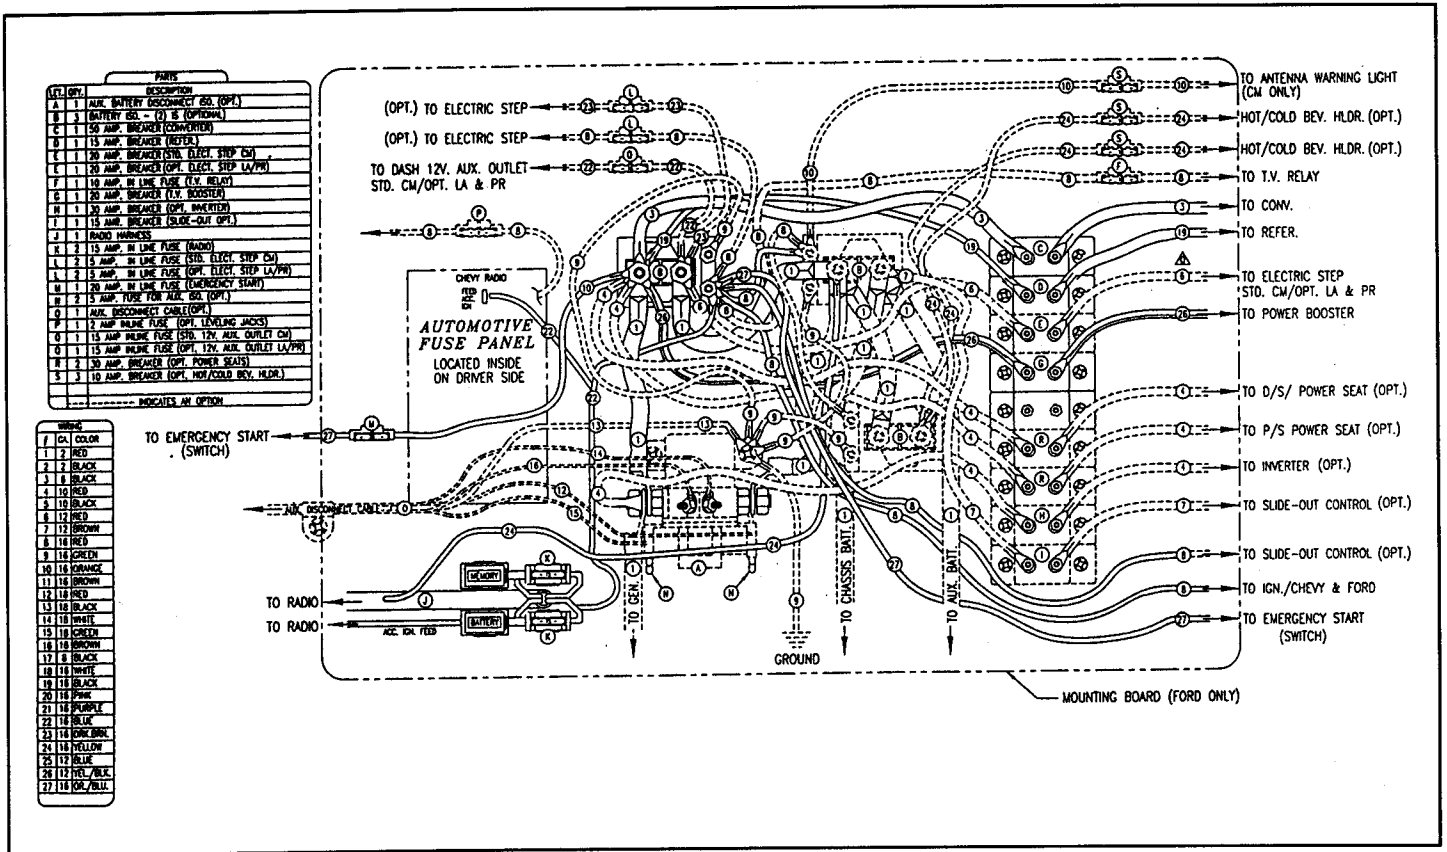 PARTS
LET. QTY. DESCRIPTION
A 1 AUX. BATTERY DISCONNECT ISO. (OPT.)
B 3 BATTERY ISO. - (2) IS (OPTIONAL)
C 1 50 AMP. BREAKER (CONVERTER)
D 1 15 AMP. BREAKER (REFER.)
E 1 20 AMP. BREAKER (STD. ELECT. STEP CM)
E 1 20 AMP. BREAKER (OPT. ELECT. STEP LA/PR)
F 1 10 AMP. IN LINE FUSE (T.V. RELAY)
G 1 20 AMP. BREAKER (T.V. BOOSTER)
H 1 30 AMP. BREAKER (OPT. INVERTER)
I 1 15 AMP. BREAKER (SLIDE-OUT OPT.)
J 1 RADIO HARNESS
K 2 15 AMP. IN LINE FUSE (RADIO)
L 2 5 AMP. IN LINE FUSE (STD. ELECT. STEP CM)
L 2 5 AMP. IN LINE FUSE (OPT. ELECT. STEP LA/PR)
M 1 20 AMP. IN LINE FUSE (EMERGENCY START)
N 2 5 AMP. FUSE FOR AUX. ISO. (OPT.)
O 1 AUX. DISCONNECT CABLE(OPT.)
P 1 2 AMP INLINE FUSE (OPT. LEVELING JACKS)
Q 1 15 AMP INLINE FUSE (STD. 12V. AUX. OUTLET CM)
Q 1 15 AMP INLINE FUSE (OPT. 12V. AUX. OUTLET LA/PR)
R 2 30 AMP. BREAKER (OPT. POWER SEATS)
S 3 10 AMP. BREAKER (OPT. HOT/COLD BEV. HLDR.)
INDICATES AN OPTION
WIRING
# GA. COLOR
1 2 RED
2 2 BLACK
3 8 BLACK
4 10 RED
5 10 BLACK
6 12 RED
7 12 BROWN
8 16 RED
9 16 GREEN
10 16 ORANGE
11 16 BROWN
12 18 RED
13 18 BLACK
14 18 WHITE
15 18 GREEN
16 18 BROWN
17 8 BLACK
18 16 WHITE
19 16 BLACK
20 16 PINK
21 16 PURPLE
22 16 BLUE
23 16 DRK.BRN.
24 16 YELLOW
25 12 BLUE
26 12 YEL./BLK.
27 16 OR./BLU.
(OPT.) TO ELECTRIC STEP
(OPT.) TO ELECTRIC STEP
TO DASH 12V. AUX. OUTLET
STD. CM/OPT. LA & PR
CHEVY RADIO
AUTOMOTIVE
FUSE PANEL
LOCATED INSIDE
ON DRIVER SIDE
TO EMERGENCY START
(SWITCH)
AUX. DISCONNECT CABLE
MEMORY
BATTERY
TO RADIO
TO RADIO
ACC. IGN. FEED
TO GEN.
GROUND
TO CHASSIS BATT.
TO AUX. BATT.
TO ANTENNA WARNING LIGHT
(CM ONLY)
HOT/COLD BEV. HLDR. (OPT.)
HOT/COLD BEV. HLDR. (OPT.)
TO T.V. RELAY
TO CONV.
TO REFER.
TO ELECTRIC STEP
STD. CM/OPT. LA & PR
TO POWER BOOSTER
TO D/S/ POWER SEAT (OPT.)
TO P/S POWER SEAT (OPT.)
TO INVERTER (OPT.)
TO SLIDE-OUT CONTROL (OPT.)
TO SLIDE-OUT CONTROL (OPT.)
TO IGN./CHEVY & FORD
TO EMERGENCY START
(SWITCH)
MOUNTING BOARD (FORD ONLY)